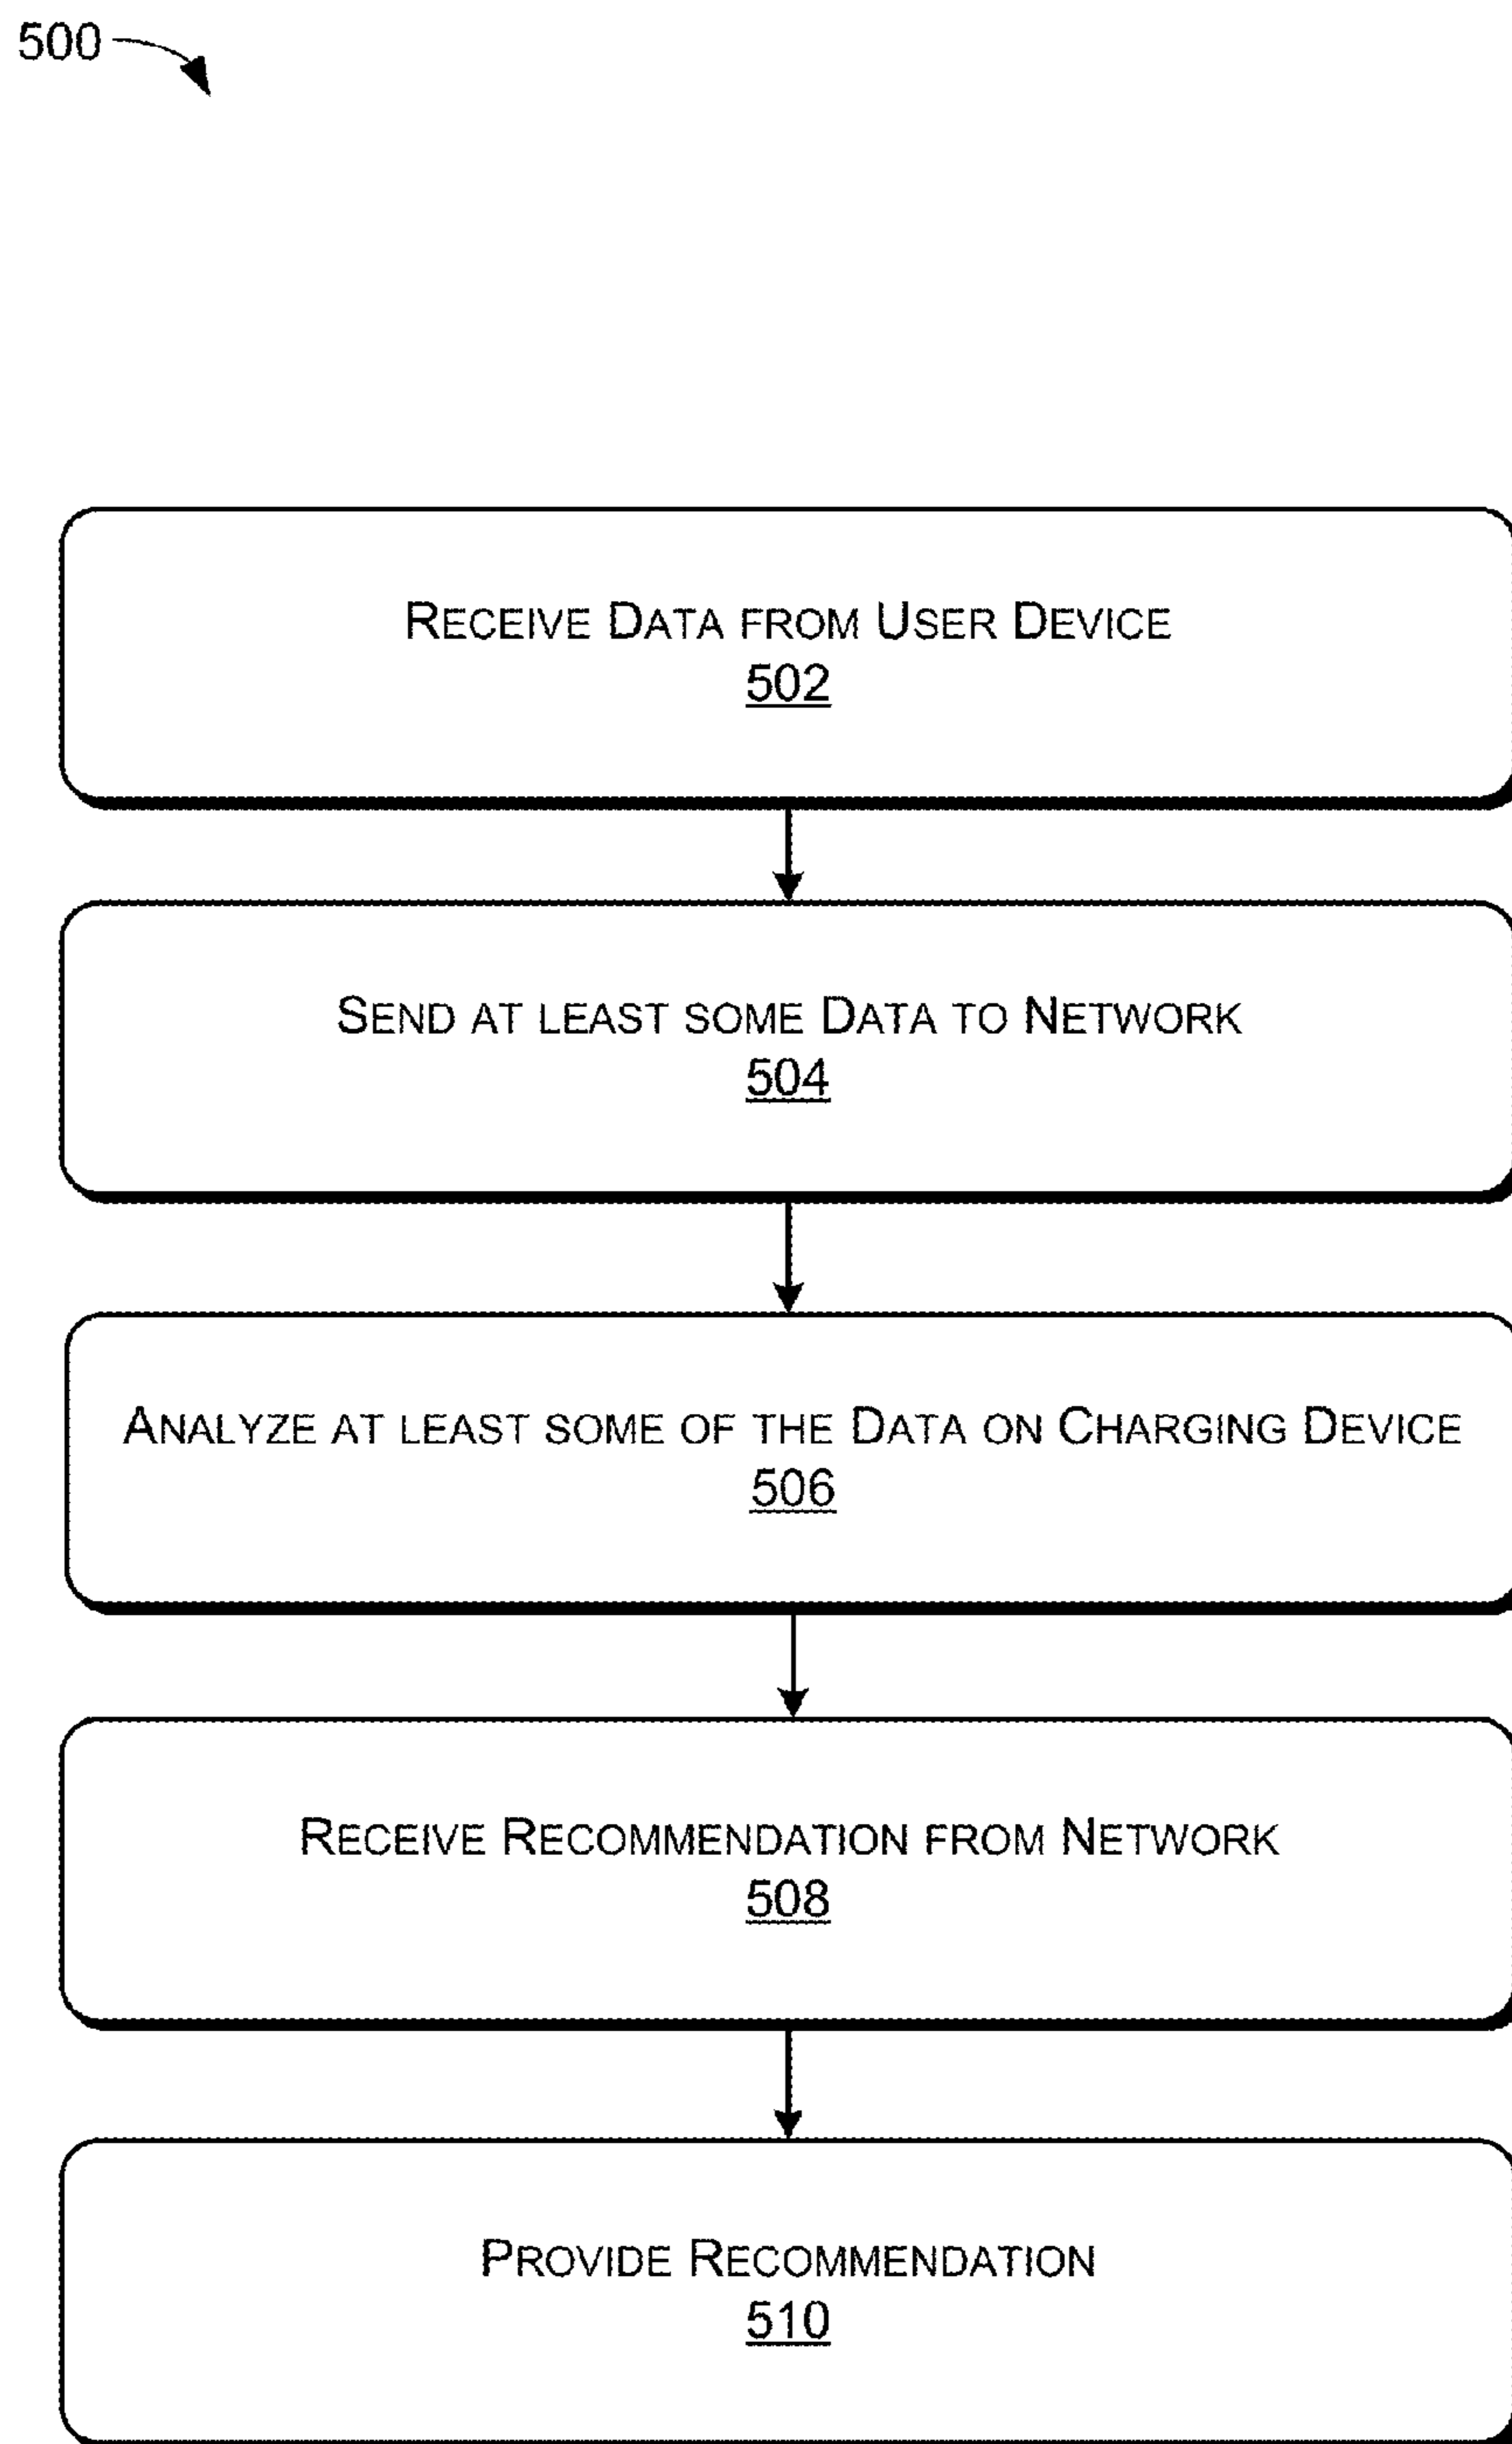 500
Receive Data from User Device
502
Send at least some Data to Network
504
Analyze at least some of the Data on Charging Device
506
Receive Recommendation from Network
508
Provide Recommendation
510